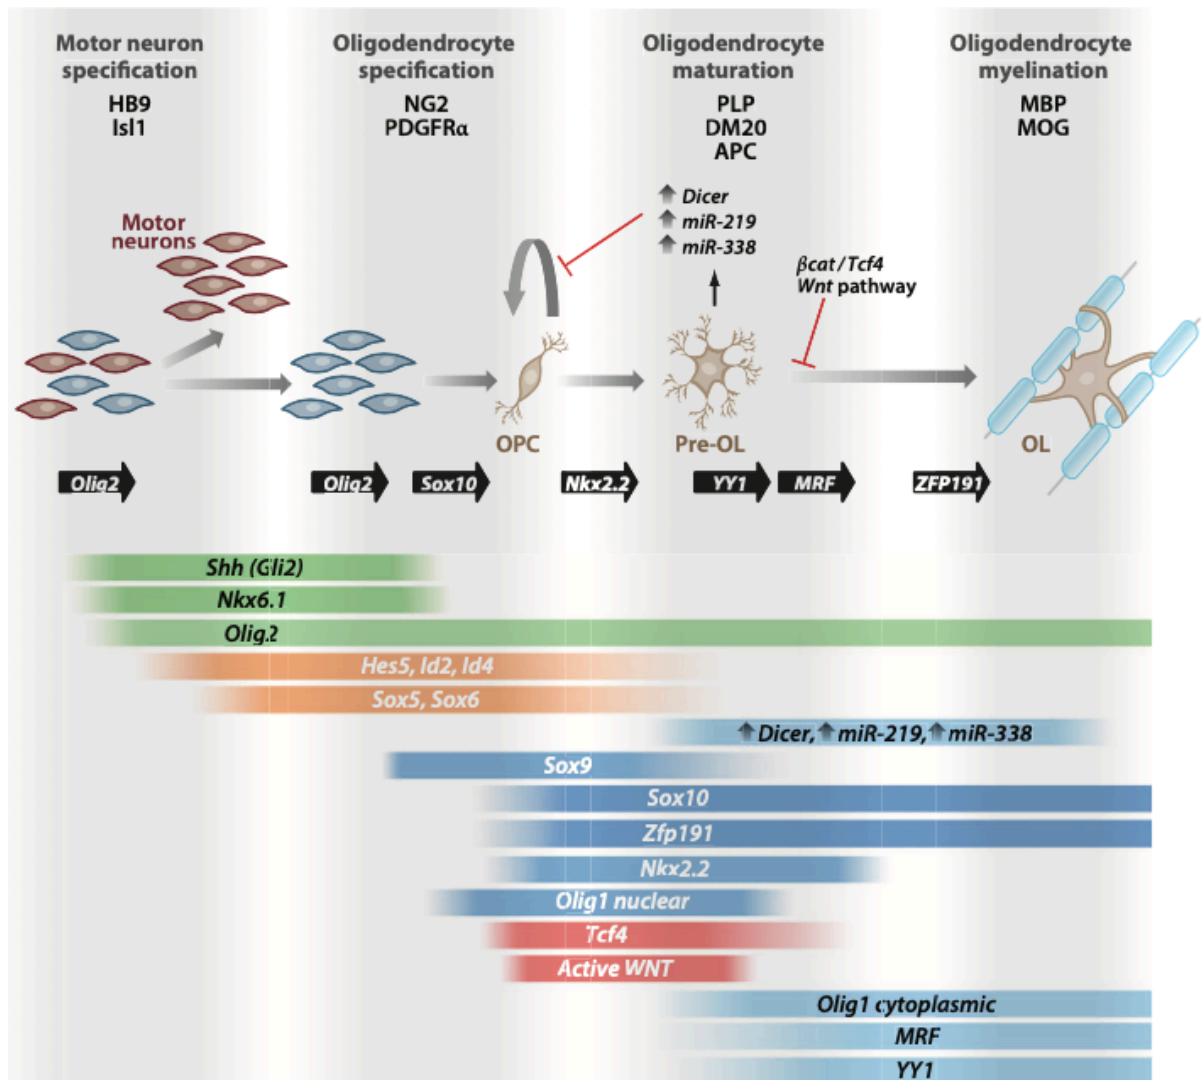 Motor neuron
specification
HB9
Isl1
Oligodendrocyte
specification
NG2
PDGFRα
Oligodendrocyte
maturation
PLP
DM20
APC
Oligodendrocyte
myelination
MBP
MOG
Dicer
miR-219
miR-338
Motor
neurons
βcat/Tcf4
Wnt pathway
OPC
Pre-OL
OL
Olig2
Olig2
Sox10
Nkx2.2
YY1
MRF
ZFP191
Shh (Gli2)
Nkx6.1
Olig2
Hes5, Id2, Id4
Sox5, Sox6
Dicer, miR-219, miR-338
Sox9
Sox10
Zfp191
Nkx2.2
Olig1 nuclear
Tcf4
Active WNT
Olig1 cytoplasmic
MRF
YY1